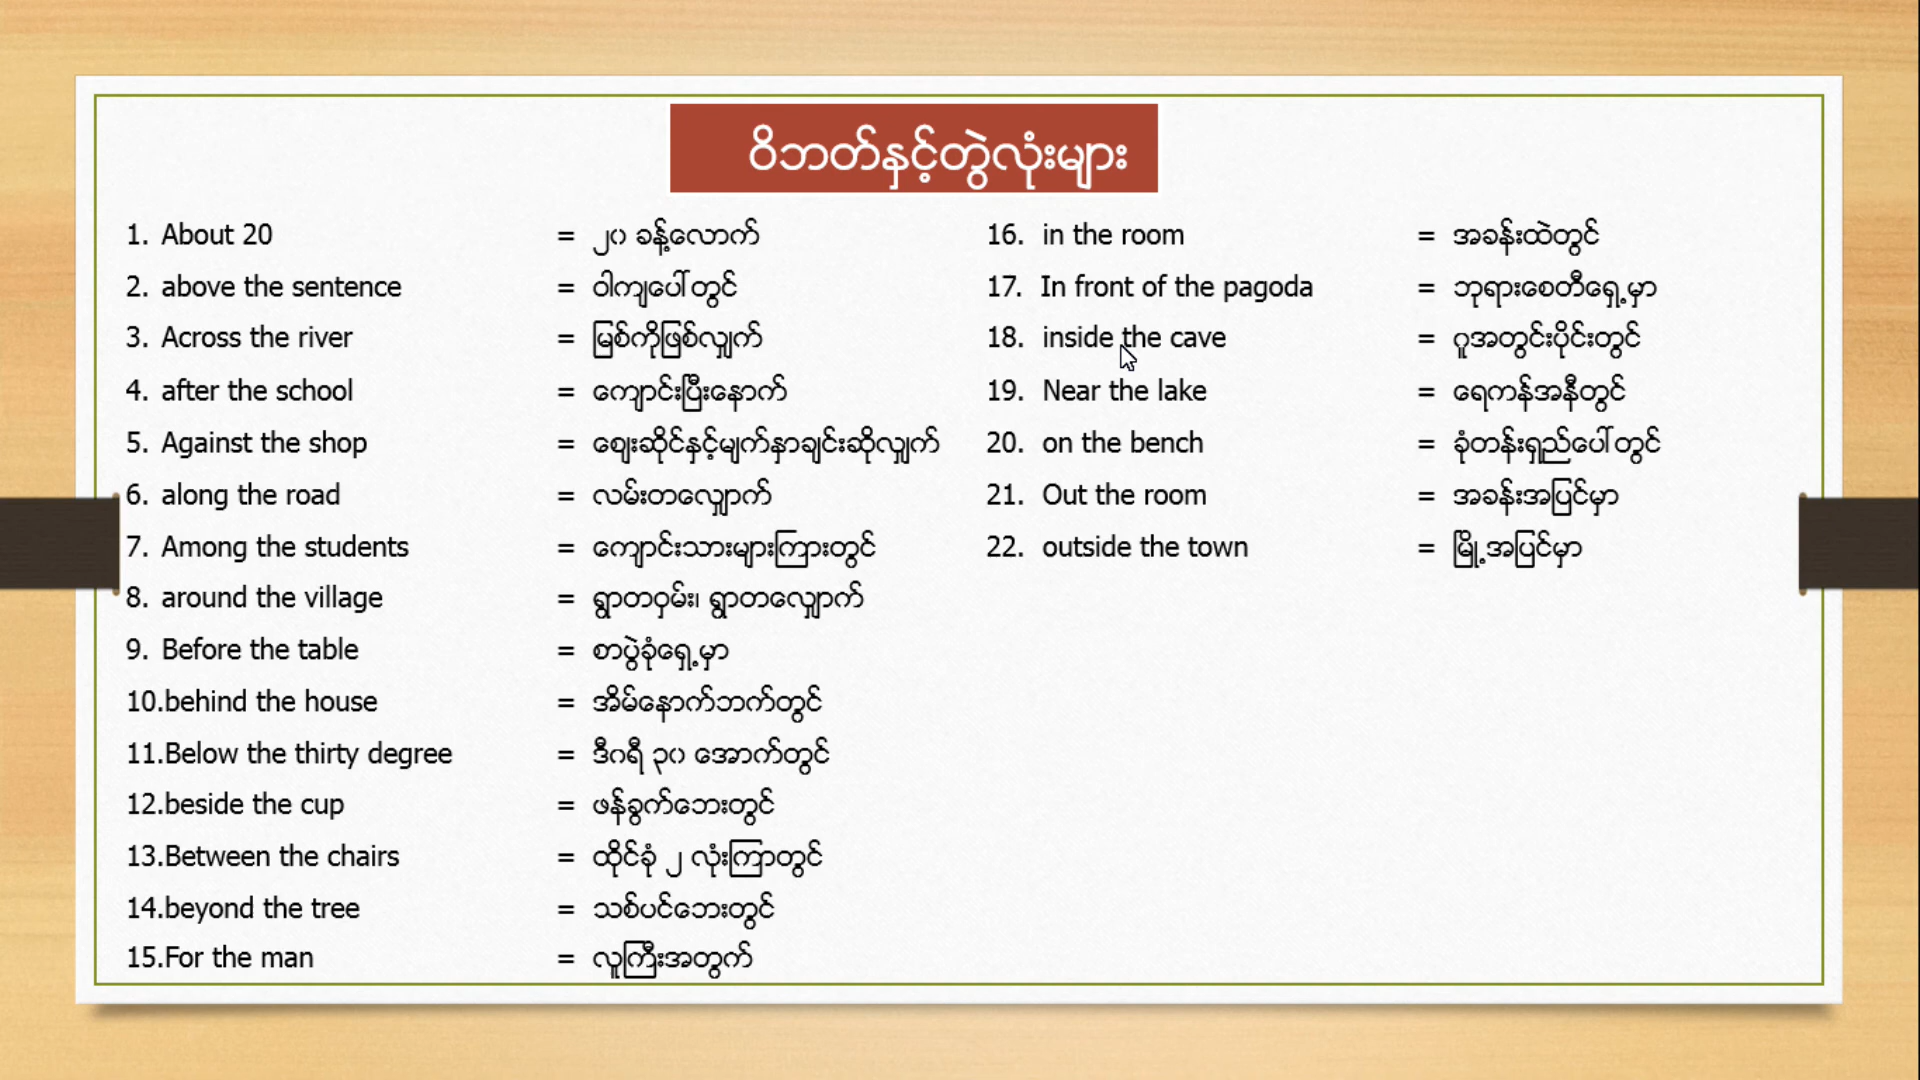 ဝိဘတ်နှင့်တွဲလုံးများ
1. About 20 = ၂၀ ခန့်လောက်
2. above the sentence = ဝါကျပေါ်တွင်
3. Across the river = မြစ်ကိုဖြစ်လျှက်
4. after the school = ကျောင်းပြီးနောက်
5. Against the shop = ဈေးဆိုင်နှင့်မျက်နှာချင်းဆိုလျှက်
6. along the road = လမ်းတလျှောက်
7. Among the students = ကျောင်းသားများကြားတွင်
8. around the village = ရွာတဝှမ်း၊ ရွာတလျှောက်
9. Before the table = စာပွဲခုံရှေ့မှာ
10.behind the house = အိမ်နောက်ဘက်တွင်
11.Below the thirty degree = ဒီဂရီ ၃၀ အောက်တွင်
12.beside the cup = ဖန်ခွက်ဘေးတွင်
13.Between the chairs = ထိုင်ခုံ ၂ လုံးကြာတွင်
14.beyond the tree = သစ်ပင်ဘေးတွင်
15.For the man = လူကြီးအတွက်
16. in the room = အခန်းထဲတွင်
17. In front of the pagoda = ဘုရားစေတီရှေ့မှာ
18. inside the cave = ဂူအတွင်းပိုင်းတွင်
19. Near the lake = ရေကန်အနီတွင်
20. on the bench = ခုံတန်းရှည်ပေါ်တွင်
21. Out the room = အခန်းအပြင်မှာ
22. outside the town = မြို့အပြင်မှာ